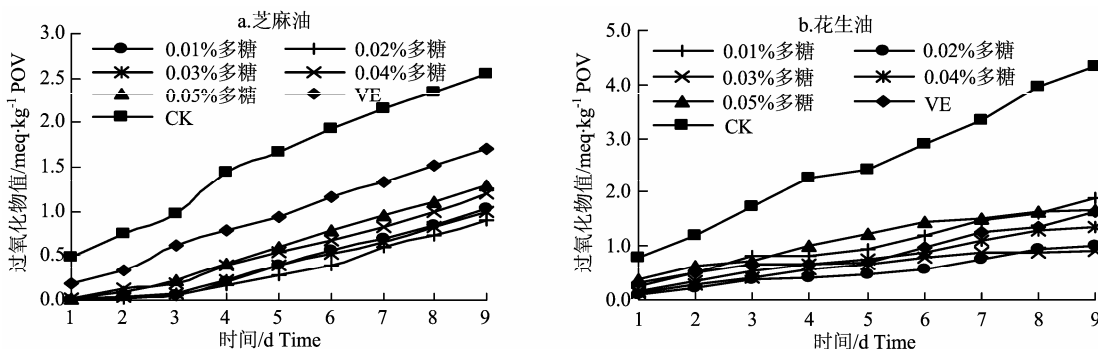 a.芝麻油
3.0
2.5
2.0
1.5
1.0
0.5
0.0
过氧化物值/meq·kg⁻¹ POV
0.01%多糖
0.02%多糖
0.03%多糖
0.04%多糖
0.05%多糖
VE
CK
1 2 3 4 5 6 7 8 9
时间/d Time
b.花生油
5.0
4.0
3.0
2.0
1.0
0.0
过氧化物值/meq·kg⁻¹ POV
0.01%多糖
0.02%多糖
0.03%多糖
0.04%多糖
0.05%多糖
VE
CK
1 2 3 4 5 6 7 8 9
时间/d Time